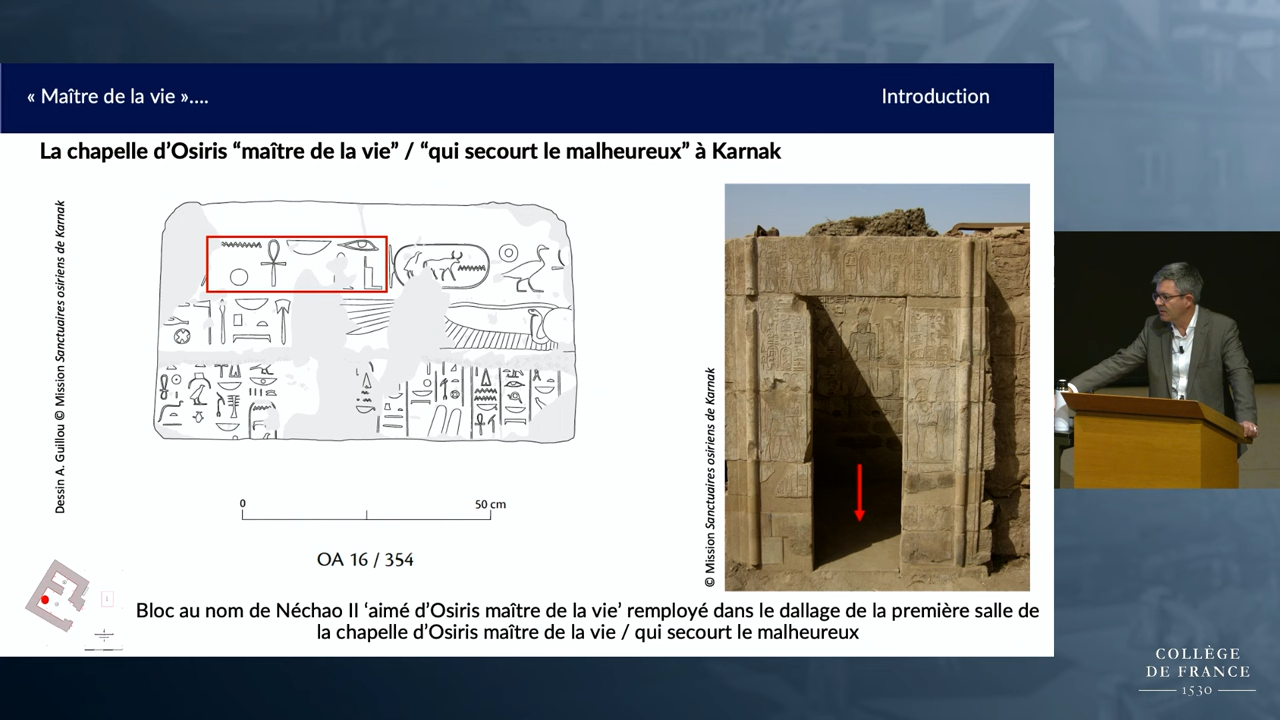 « Maître de la vie »....
Introduction
La chapelle d’Osiris “maître de la vie” / “qui secourt le malheureux” à Karnak
Dessin A. Guillou © Mission Sanctuaires osiriens de Karnak
0
50 cm
OA 16 / 354
© Mission Sanctuaires osiriens de Karnak
1
Bloc au nom de Néchao II ‘aimé d’Osiris maître de la vie’ remployé dans le dallage de la première salle de
la chapelle d’Osiris maître de la vie / qui secourt le malheureux
COLLÈGE
DE FRANCE
1530